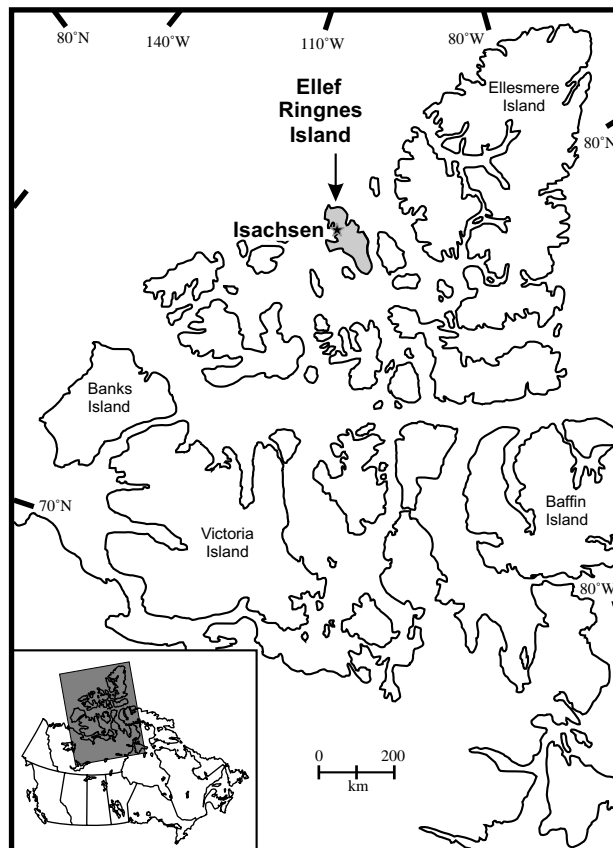 80˚N
140˚W
110˚W
80˚W
Ellef
Ringnes
Island
Ellesmere
Island
80˚N
Isachsen
Banks
Island
70˚N
Victoria
Island
Baffin
Island
80˚W
0
200
km